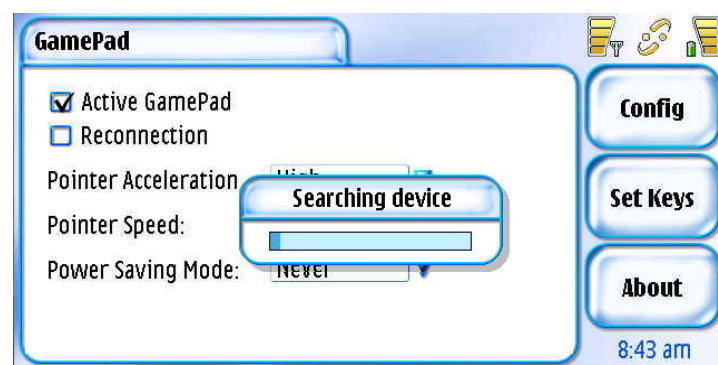 GamePad
Active GamePad
Reconnection
Pointer Acceleration
High
Searching device
Pointer Speed:
Power Saving Mode:
Never
Config
Set Keys
About
8:43 am